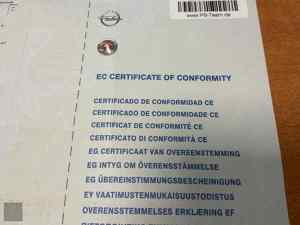 www.PS-Team.de
EC CERTIFICATE OF CONFORMITY
CERTIFICADO DE CONFORMIDAD CE
CERTIFICADO DE CONFORMIDADE CE
CERTIFICAT DE CONFORMITÉ CE
CERTIFICATO DI CONFORMITÀ CE
EG CERTIFICAAT VAN OVEREENSTEMMING
EG INTYG OM ÖVERENSSTÄMMELSE
EG ÜBEREINSTIMMUNGSBESCHEINIGUNG
EY VAATIMUSTENMUKAISUUSTODISTUS
OVERENSSTEMMELSES ERKLÆRING EF